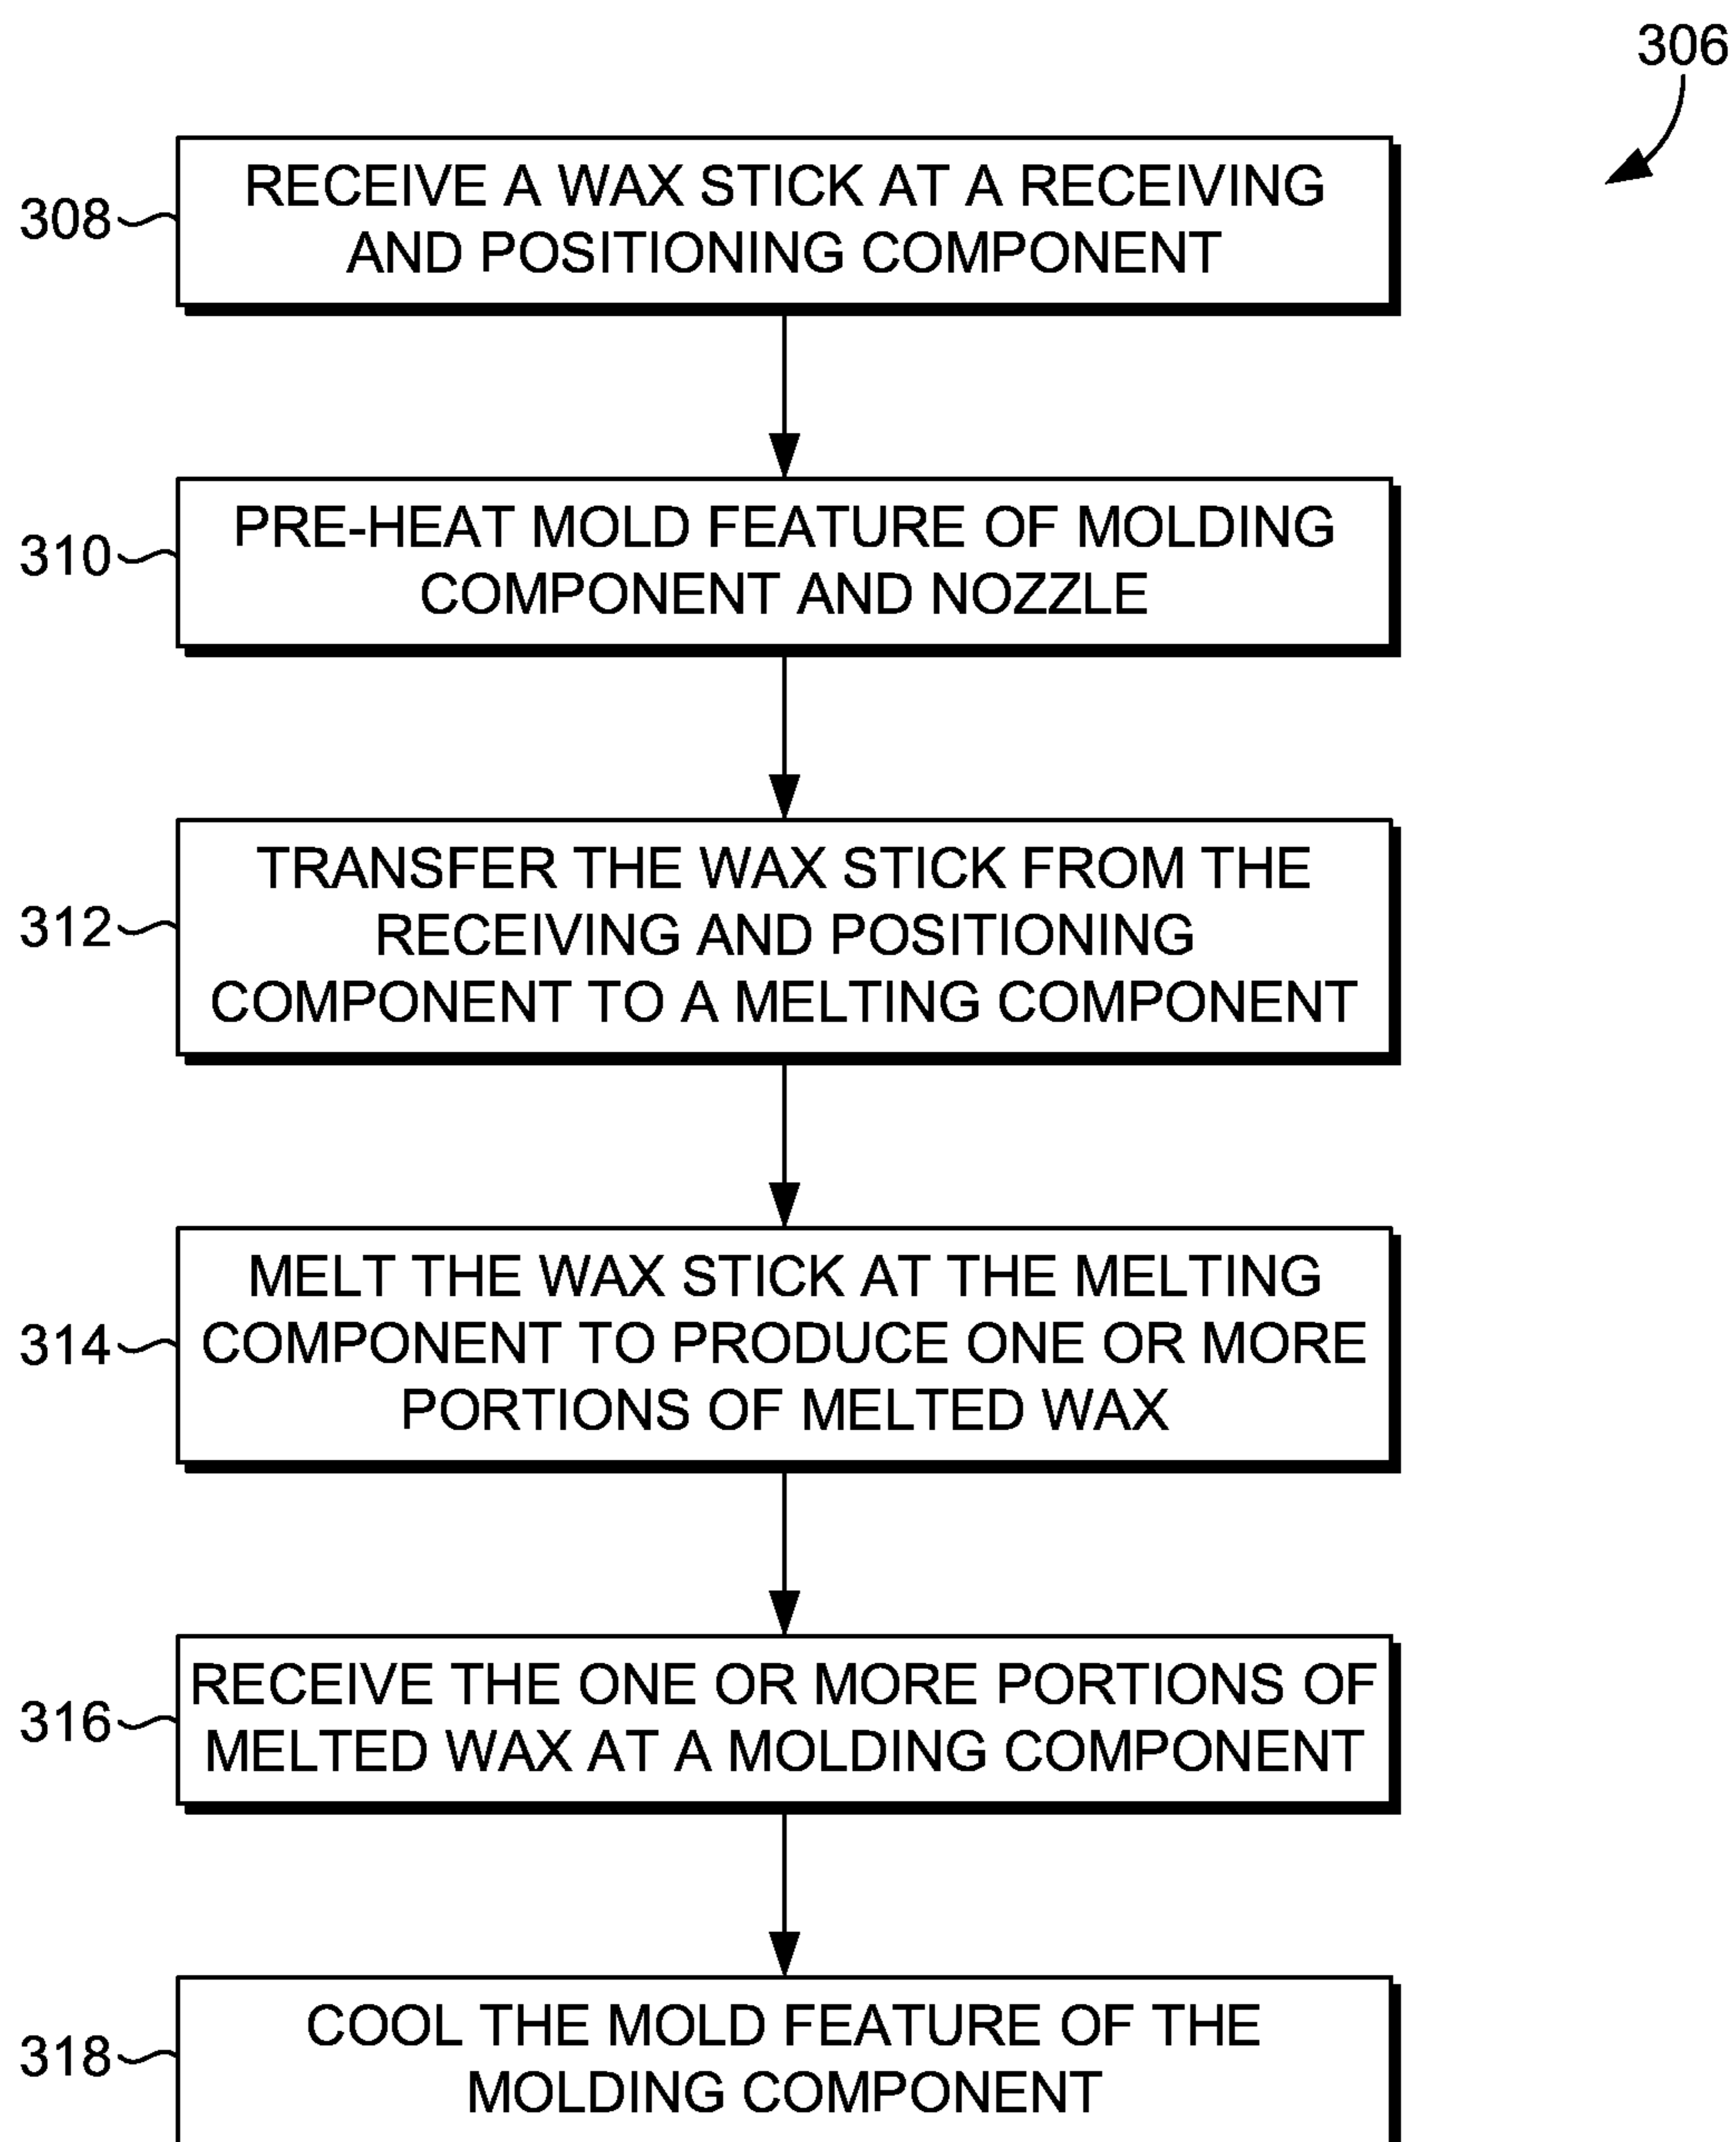 306
308
RECEIVE A WAX STICK AT A RECEIVING
AND POSITIONING COMPONENT
310
PRE-HEAT MOLD FEATURE OF MOLDING
COMPONENT AND NOZZLE
312
TRANSFER THE WAX STICK FROM THE
RECEIVING AND POSITIONING
COMPONENT TO A MELTING COMPONENT
314
MELT THE WAX STICK AT THE MELTING
COMPONENT TO PRODUCE ONE OR MORE
PORTIONS OF MELTED WAX
316
RECEIVE THE ONE OR MORE PORTIONS OF
MELTED WAX AT A MOLDING COMPONENT
318
COOL THE MOLD FEATURE OF THE
MOLDING COMPONENT